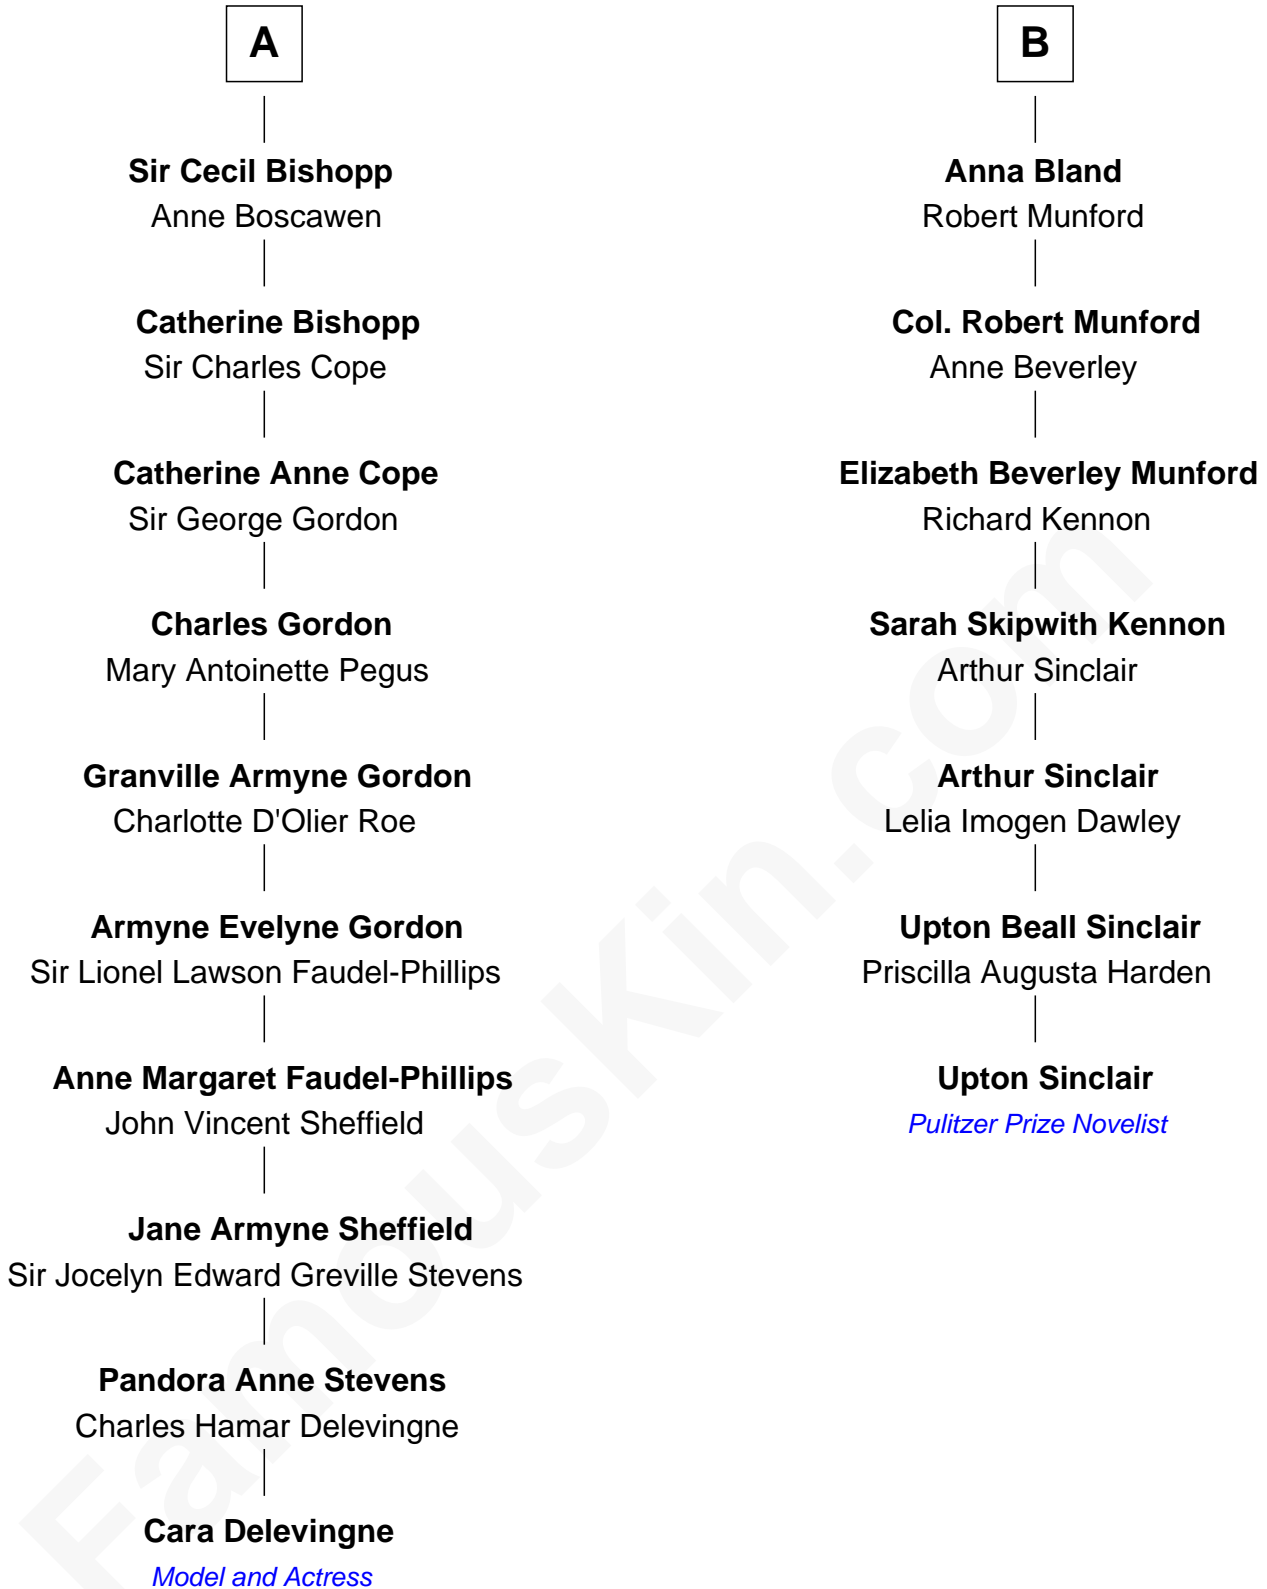 A
Sir Cecil Bishopp
Anne Boscawen
Catherine Bishopp
Sir Charles Cope
Catherine Anne Cope
Sir George Gordon
Charles Gordon
Mary Antoinette Pegus
Granville Armyne Gordon
Charlotte D'Olier Roe
Armyne Evelyne Gordon
Sir Lionel Lawson Faudel-Phillips
Anne Margaret Faudel-Phillips
John Vincent Sheffield
Jane Armyne Sheffield
Sir Jocelyn Edward Greville Stevens
Pandora Anne Stevens
Charles Hamar Delevingne
Cara Delevingne
Model and Actress
B
Anna Bland
Robert Munford
Col. Robert Munford
Anne Beverley
Elizabeth Beverley Munford
Richard Kennon
Sarah Skipwith Kennon
Arthur Sinclair
Arthur Sinclair
Lelia Imogen Dawley
Upton Beall Sinclair
Priscilla Augusta Harden
Upton Sinclair
Pulitzer Prize Novelist
FamousKin.com